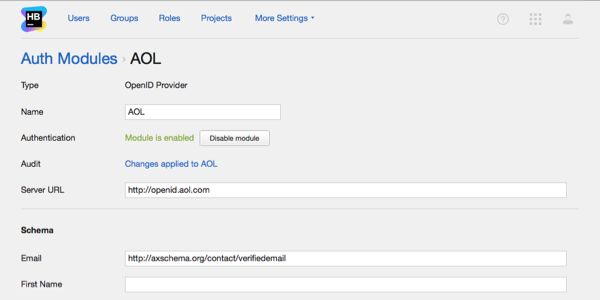 HB Users Groups Roles Projects More Settings ?
Auth Modules › AOL
Type OpenID Provider
Name AOL
Authentication Module is enabled Disable module
Audit Changes applied to AOL
Server URL http://openid.aol.com
Schema
Email http://axschema.org/contact/verifiedemail
First Name